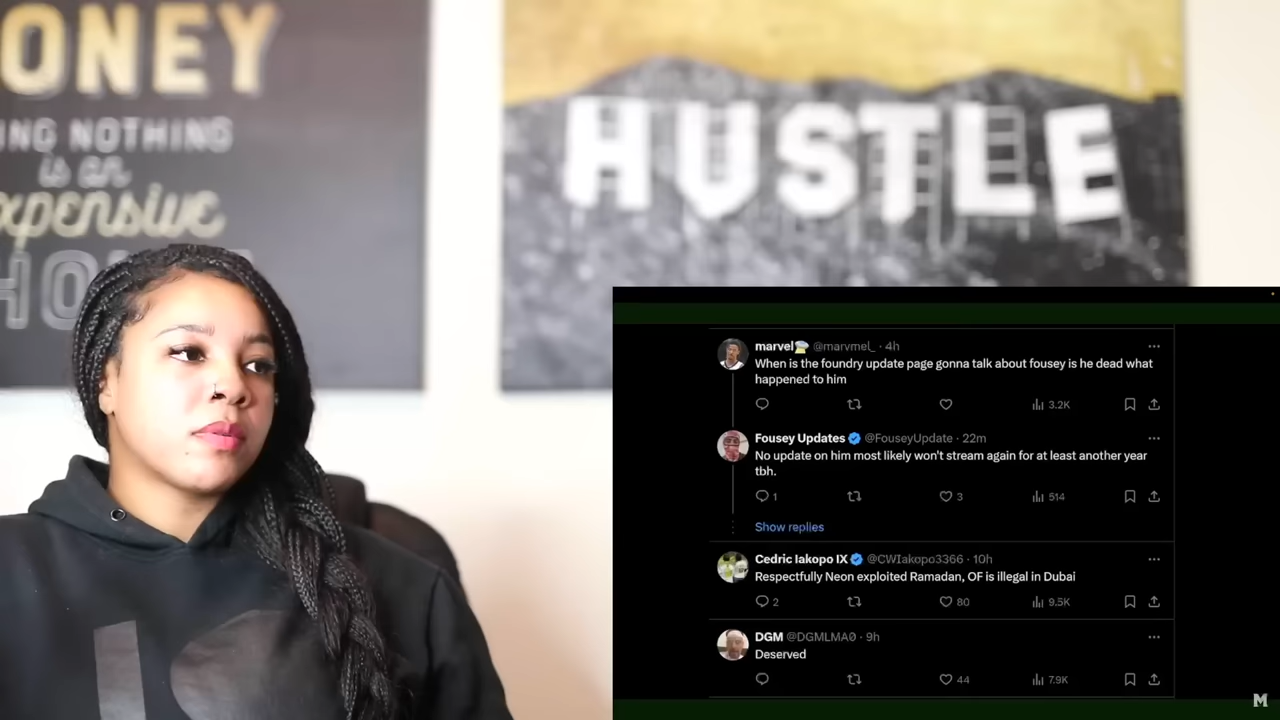 ONEY
ING NOTHING
is an
xpensive
HO
HUSTLE
marvel @marvmel_ · 4h
When is the foundry update page gonna talk about fousey is he dead what
happened to him
3.2K
Fousey Updates @FouseyUpdate · 22m
No update on him most likely won't stream again for at least another year
tbh.
1 3 514
Show replies
Cedric Iakopo IX @CWIakopo3366 · 10h
Respectfully Neon exploited Ramadan, OF is illegal in Dubai
2 80 9.5K
DGM @DGMLMA0 · 9h
Deserved
44 7.9K
M